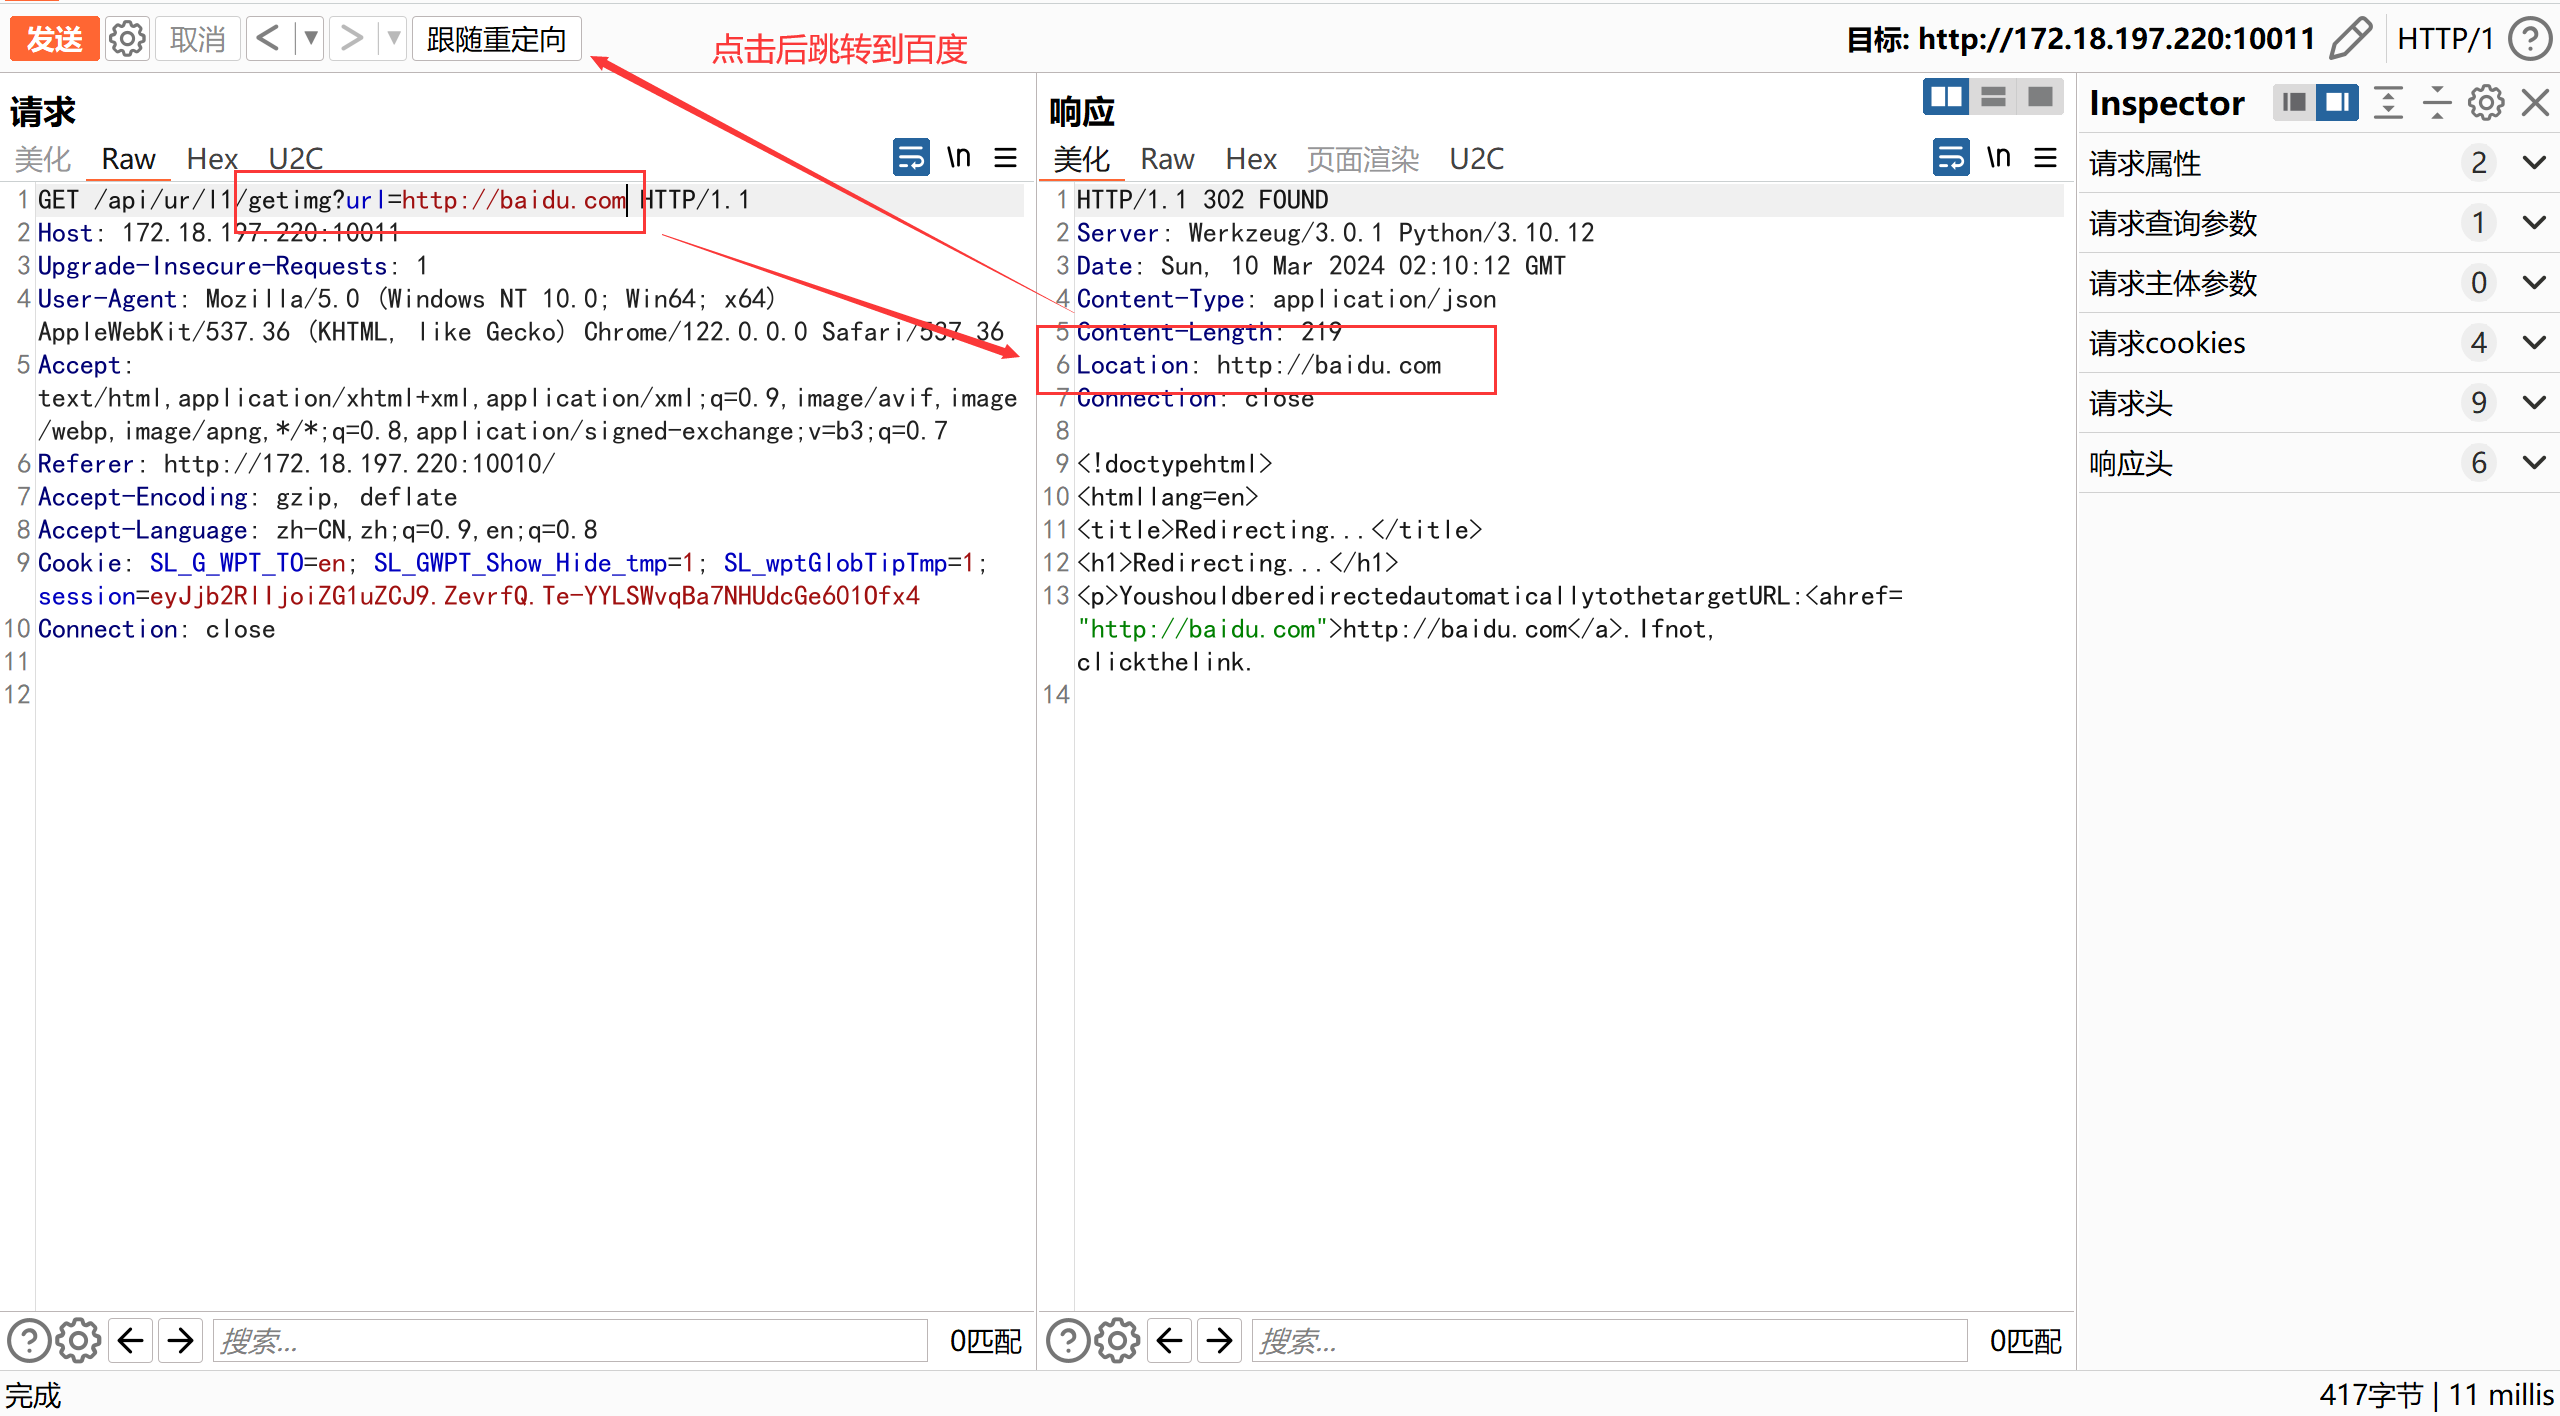 发送 取消 < > 跟随重定向 点击后跳转到百度 目标: http://172.18.197.220:10011 HTTP/1
请求
美化 Raw Hex U2C \n
1 GET /api/ur/l1/getimg?url=http://baidu.com HTTP/1.1
2 Host: 172.18.197.220:10011
3 Upgrade-Insecure-Requests: 1
4 User-Agent: Mozilla/5.0 (Windows NT 10.0; Win64; x64)
AppleWebKit/537.36 (KHTML, like Gecko) Chrome/122.0.0.0 Safari/537.36
5 Accept:
text/html,application/xhtml+xml,application/xml;q=0.9,image/avif,image
/webp,image/apng,*/*;q=0.8,application/signed-exchange;v=b3;q=0.7
6 Referer: http://172.18.197.220:10010/
7 Accept-Encoding: gzip, deflate
8 Accept-Language: zh-CN,zh;q=0.9,en;q=0.8
9 Cookie: SL_G_WPT_TO=en; SL_GWPT_Show_Hide_tmp=1; SL_wptGlobTipTmp=1;
session=eyJjb2RlIjoiZG1uZCJ9.ZevrfQ.Te-YYLSWvqBa7NHUdcGe6010fx4
10 Connection: close
11
12
搜索... 0匹配
响应
美化 Raw Hex 页面渲染 U2C \n
1 HTTP/1.1 302 FOUND
2 Server: Werkzeug/3.0.1 Python/3.10.12
3 Date: Sun, 10 Mar 2024 02:10:12 GMT
4 Content-Type: application/json
5 Content-Length: 219
6 Location: http://baidu.com
7 Connection: close
8
9 <!doctypehtml>
10 <htmllang=en>
11 <title>Redirecting...</title>
12 <h1>Redirecting...</h1>
13 <p>YoushouldberedirectedautomaticallytothetargetURL:<ahref=
"http://baidu.com">http://baidu.com</a>.Ifnot,
clickthelink.
14
搜索... 0匹配
Inspector
请求属性 2
请求查询参数 1
请求主体参数 0
请求cookies 4
请求头 9
响应头 6
完成
417字节 | 11 millis